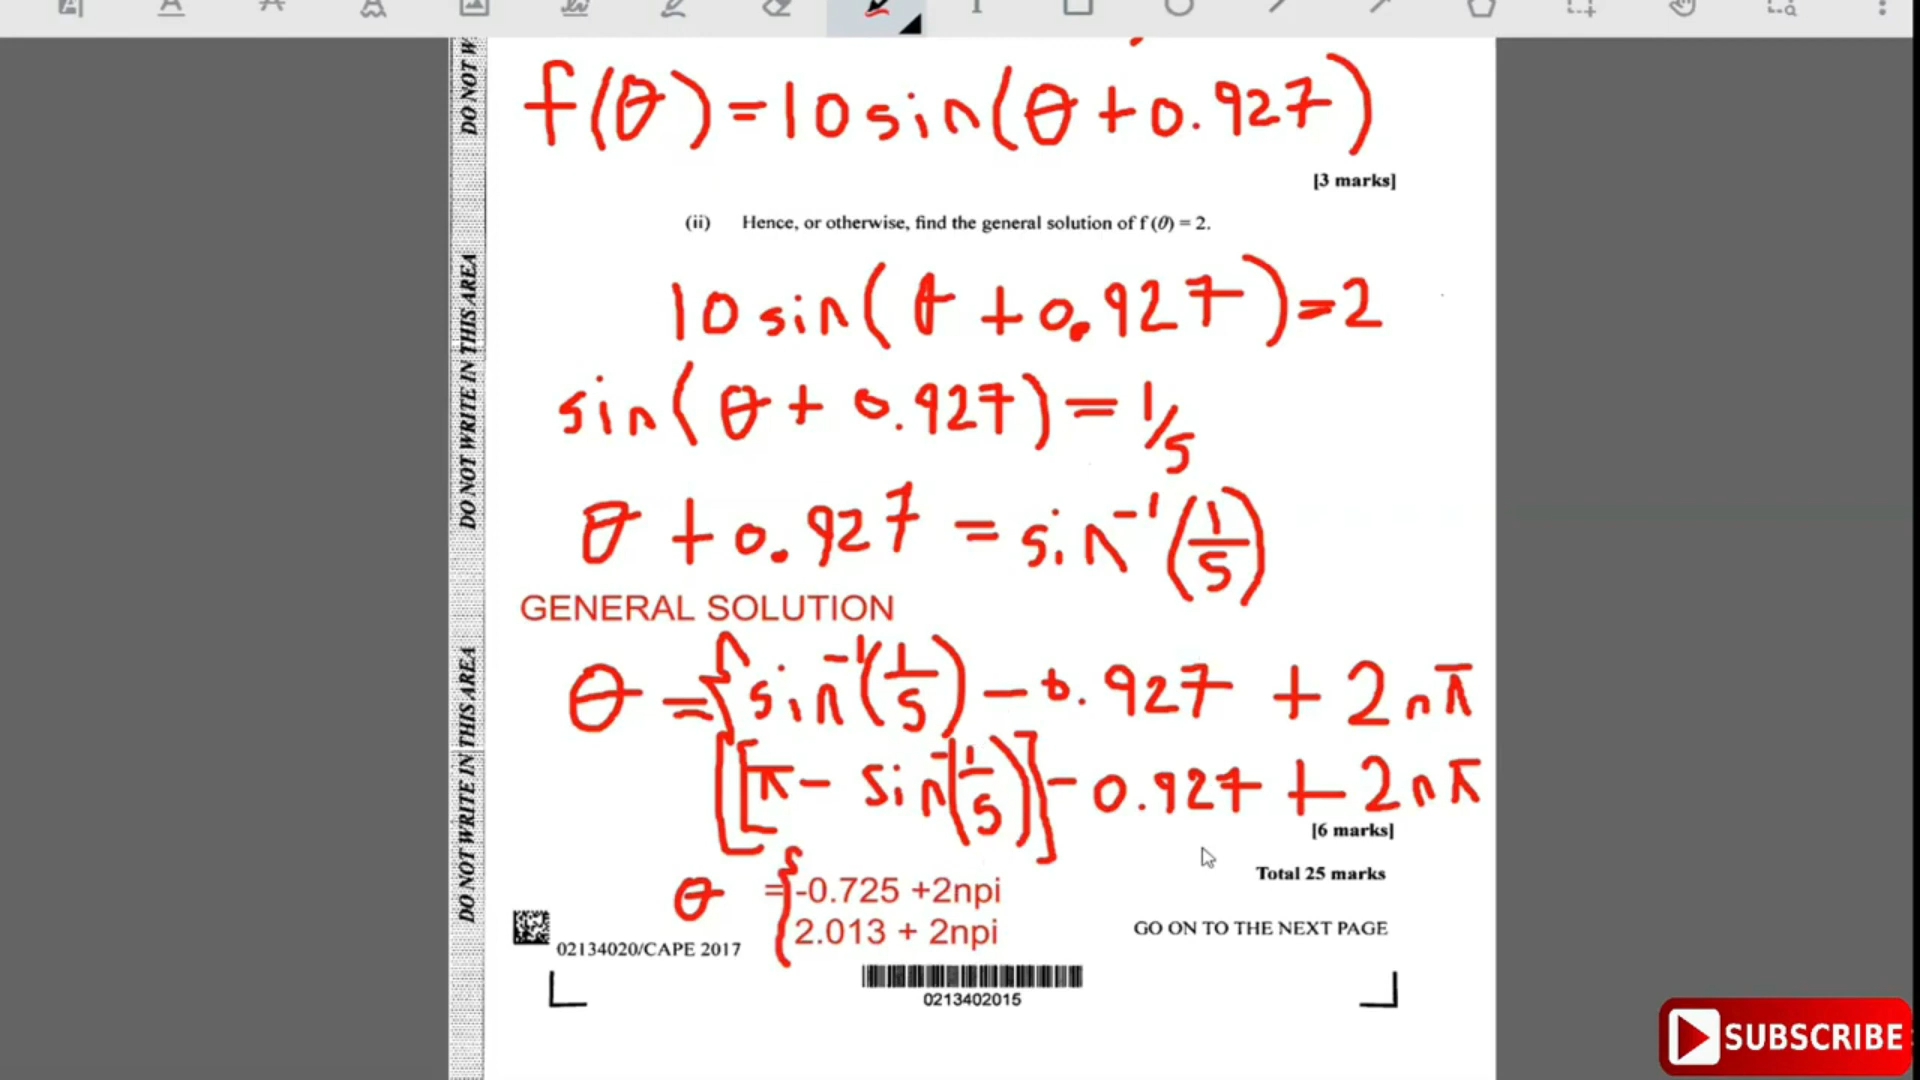 DO NOT W
f(θ)=10sin(θ+0.927)
[3 marks]
(ii) Hence, or otherwise, find the general solution of f (θ) = 2.
DO NOT WRITE IN THIS AREA
10 sin(θ+0.927)=2
sin(θ+0.927)=1/5
θ+0.927 = sin⁻¹(1/5)
GENERAL SOLUTION
DO NOT WRITE IN THIS AREA
θ = { sin⁻¹(1/5) - 0.927 + 2nπ
[π - sin⁻¹(1/5)] - 0.927 + 2nπ
[6 marks]
Total 25 marks
θ = { -0.725 +2npi
2.013 + 2npi
GO ON TO THE NEXT PAGE
02134020/CAPE 2017
0213402015
SUBSCRIBE